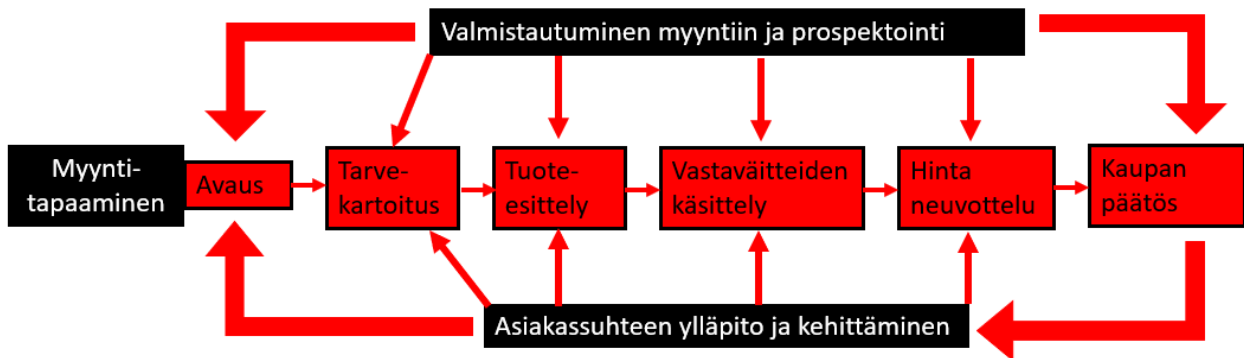 Valmistautuminen myyntiin ja prospektointi
Myynti-
tapaaminen
Avaus
Tarve-
kartoitus
Tuote-
esittely
Vastaväitteiden
käsittely
Hinta
neuvottelu
Kaupan
päätös
Asiakassuhteen ylläpito ja kehittäminen